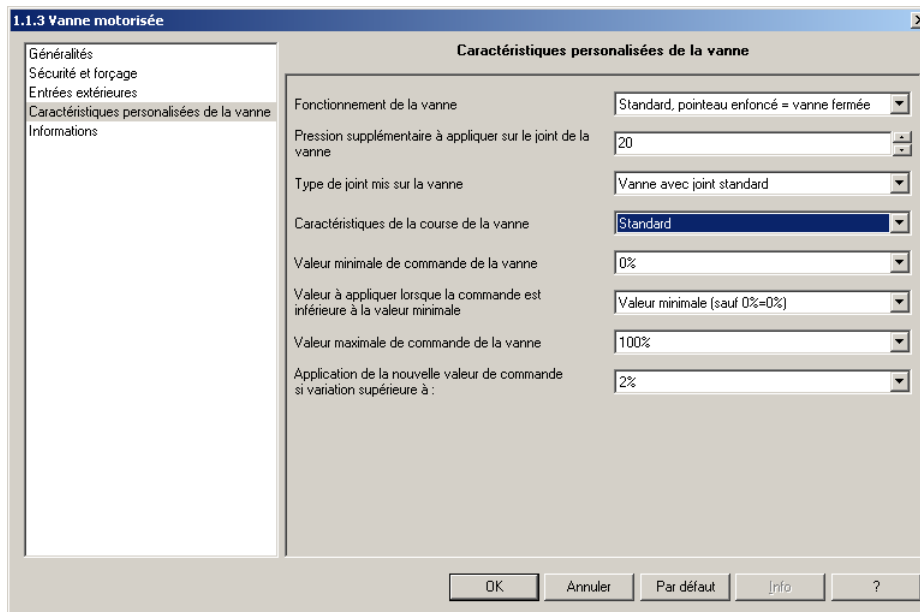 1.1.3 Vanne motorisée
Généralités
Sécurité et forçage
Entrées extérieures
Caractéristiques personalisées de la vanne
Informations
Caractéristiques personalisées de la vanne
Fonctionnement de la vanne
Standard, pointeau enfoncé = vanne fermée
Pression supplémentaire à appliquer sur le joint de la
vanne
20
Type de joint mis sur la vanne
Vanne avec joint standard
Caractéristiques de la course de la vanne
Standard
Valeur minimale de commande de la vanne
0%
Valeur à appliquer lorsque la commande est
inférieure à la valeur minimale
Valeur minimale (sauf 0%=0%)
Valeur maximale de commande de la vanne
100%
Application de la nouvelle valeur de commande
si variation supérieure à :
2%
OK
Annuler
Par défaut
Info
?